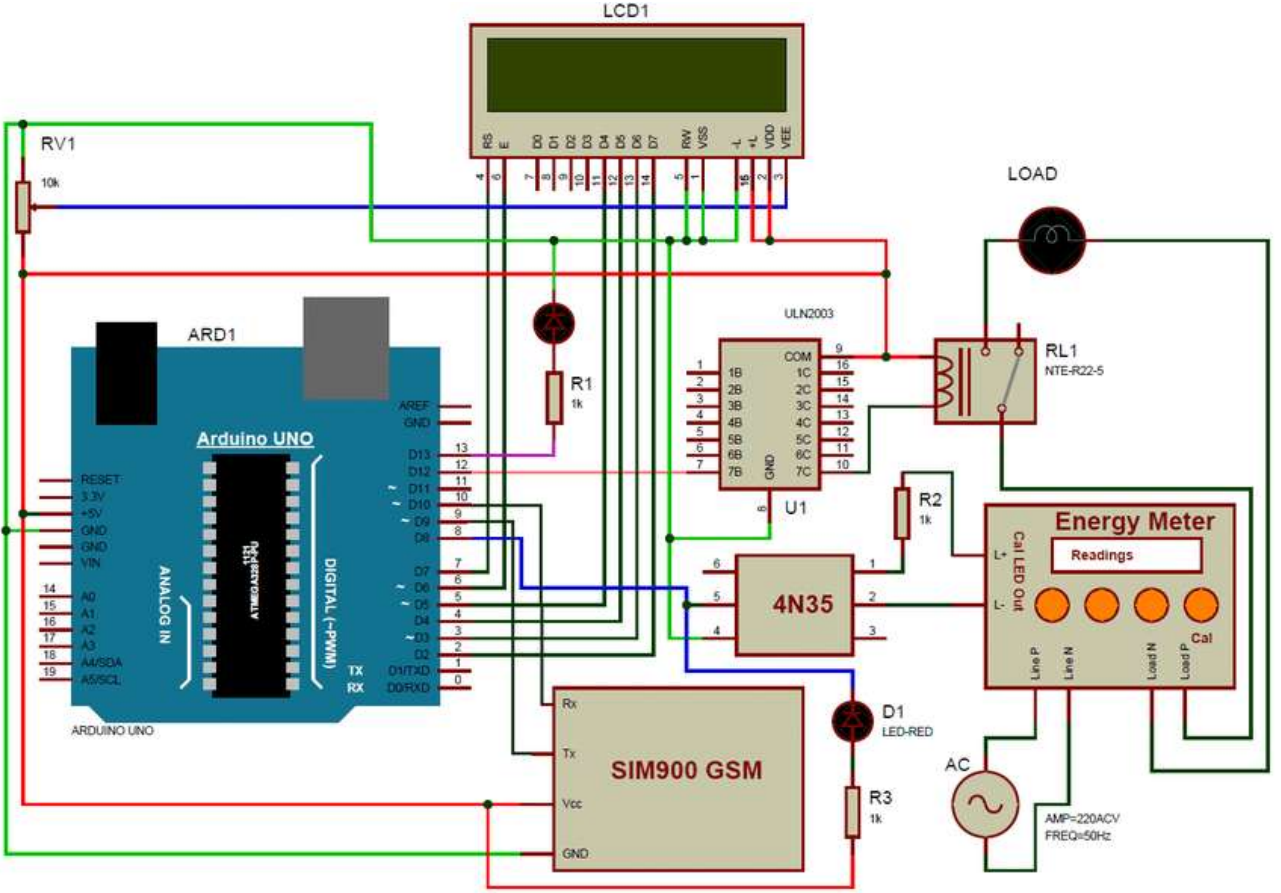 LCD1
RS E D0 D1 D2 D3 D4 D5 D6 D7 RW VSS -L +L VDD VEE
4 6 7 8 9 10 11 12 13 14 5 1 15 2 3
RV1
10k
LOAD
ARD1
ULN2003
R1
1k
RL1
NTE-R22-5
COM 9
1 1B 1C 16
2 2B 2C 15
3 3B 3C 14
4 4B 4C 13
5 5B 5C 12
6 6B 6C 11
7 7B 7C 10
GND
8
U1
Arduino UNO
AREF
GND
D13 13
D12 12
~ D11 11
~ D10 10
~ D9 9
D8 8
D7 7
~ D6 6
~ D5 5
D4 4
~ D3 3
D2 2
TX D1/TXD 1
RX D0/RXD 0
RESET
3.3V
+5V
GND
GND
VIN
14 A0
15 A1
16 A2
17 A3
18 A4/SDA
19 A5/SCL
ANALOG IN
1121
ATMEGA328P-PU
DIGITAL (~PWM)
ARDUINO UNO
R2
1k
Energy Meter
Readings
Cal LED Out
L+
L-
Cal
Line P
Line N
Load N
Load P
4N35
6
5
4
1
2
3
Rx
Tx
Vcc
GND
SIM900 GSM
D1
LED-RED
R3
1k
AC
AMP=220ACV
FREQ=50Hz